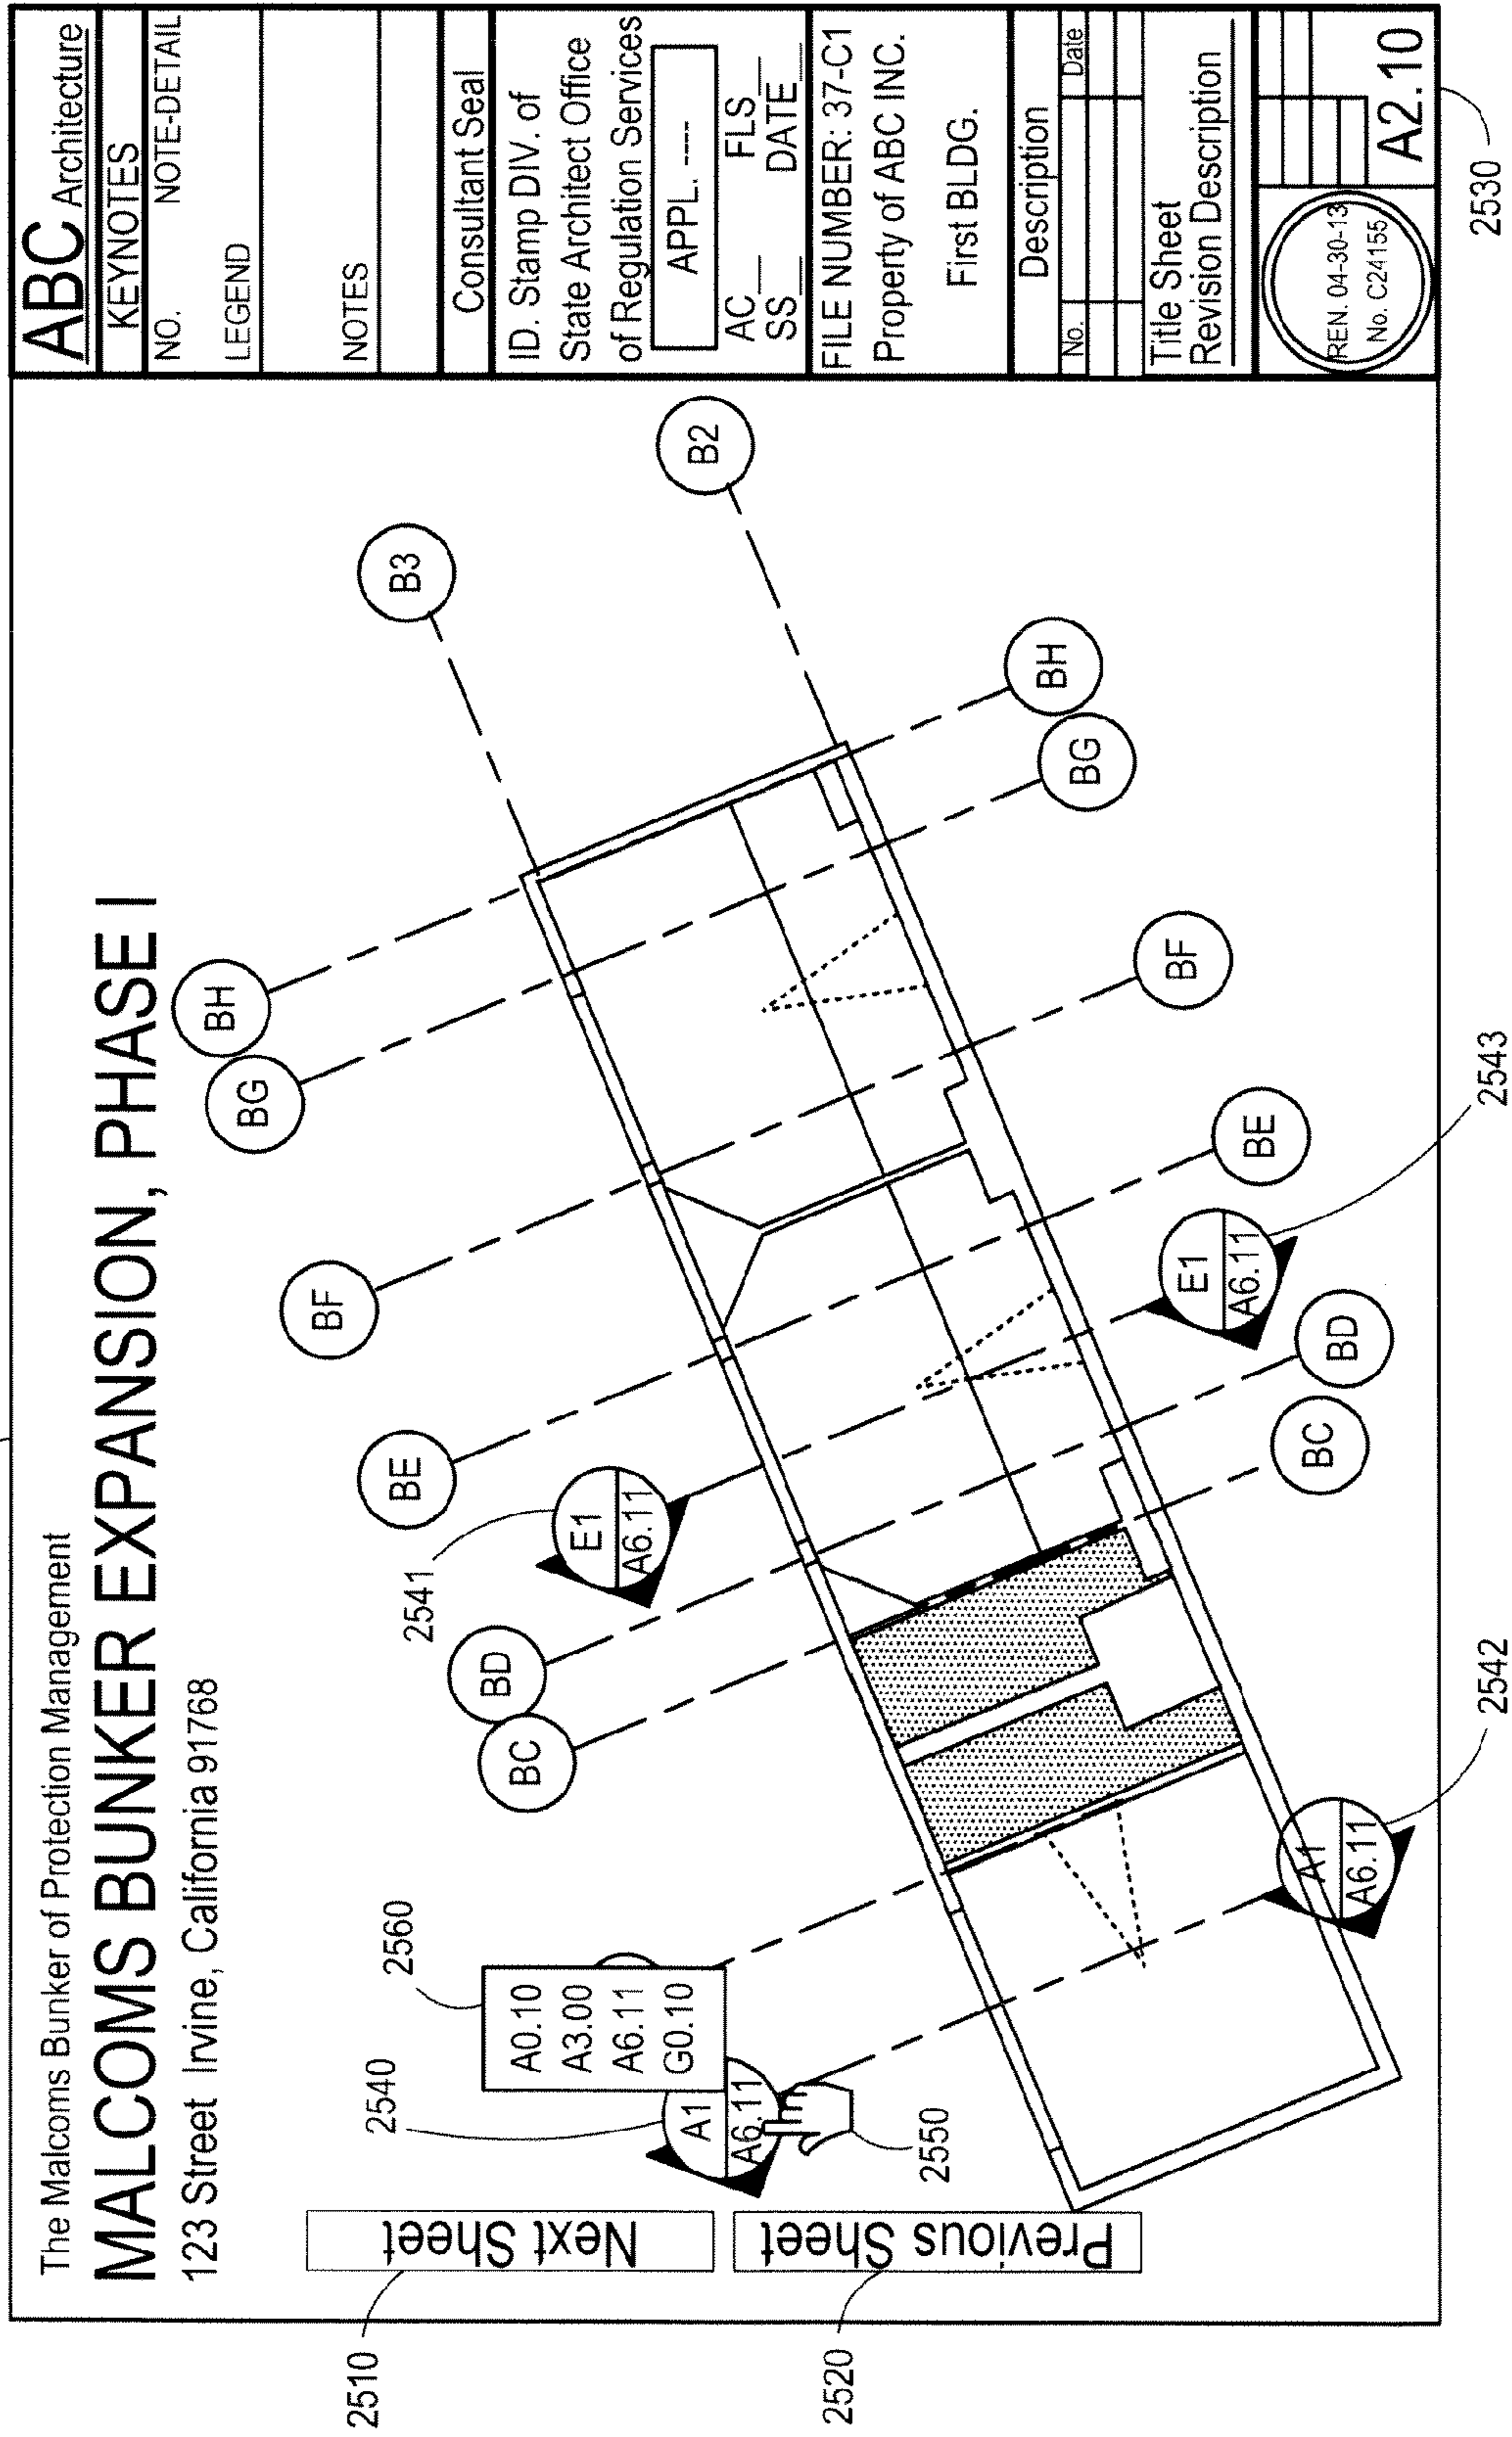 The Malcoms Bunker of Protection Management
MALCOMS BUNKER EXPANSION, PHASE I
123 Street Irvine, California 91768
2510
Next Sheet
2520
Previous Sheet
2540
2560
A0.10
A3.00
A6.11
G0.10
A1
A6.11
2550
2541
E1
A6.11
BC
BD
BE
BF
BG
BH
B3
B2
BH
BG
BF
BE
E1
A6.11
2543
BD
BC
A1
A6.11
2542
ABC Architecture
KEYNOTES
NO. NOTE-DETAIL
LEGEND
NOTES
Consultant Seal
ID. Stamp DIV. of
State Architect Office
of Regulation Services
APPL. ----
AC__ FLS__
SS__ DATE__
FILE NUMBER: 37-C1
Property of ABC INC.
First BLDG.
Description
No. Date
Title Sheet
Revision Description
REN. 04-30-13
No. C24155
A2.10
2530